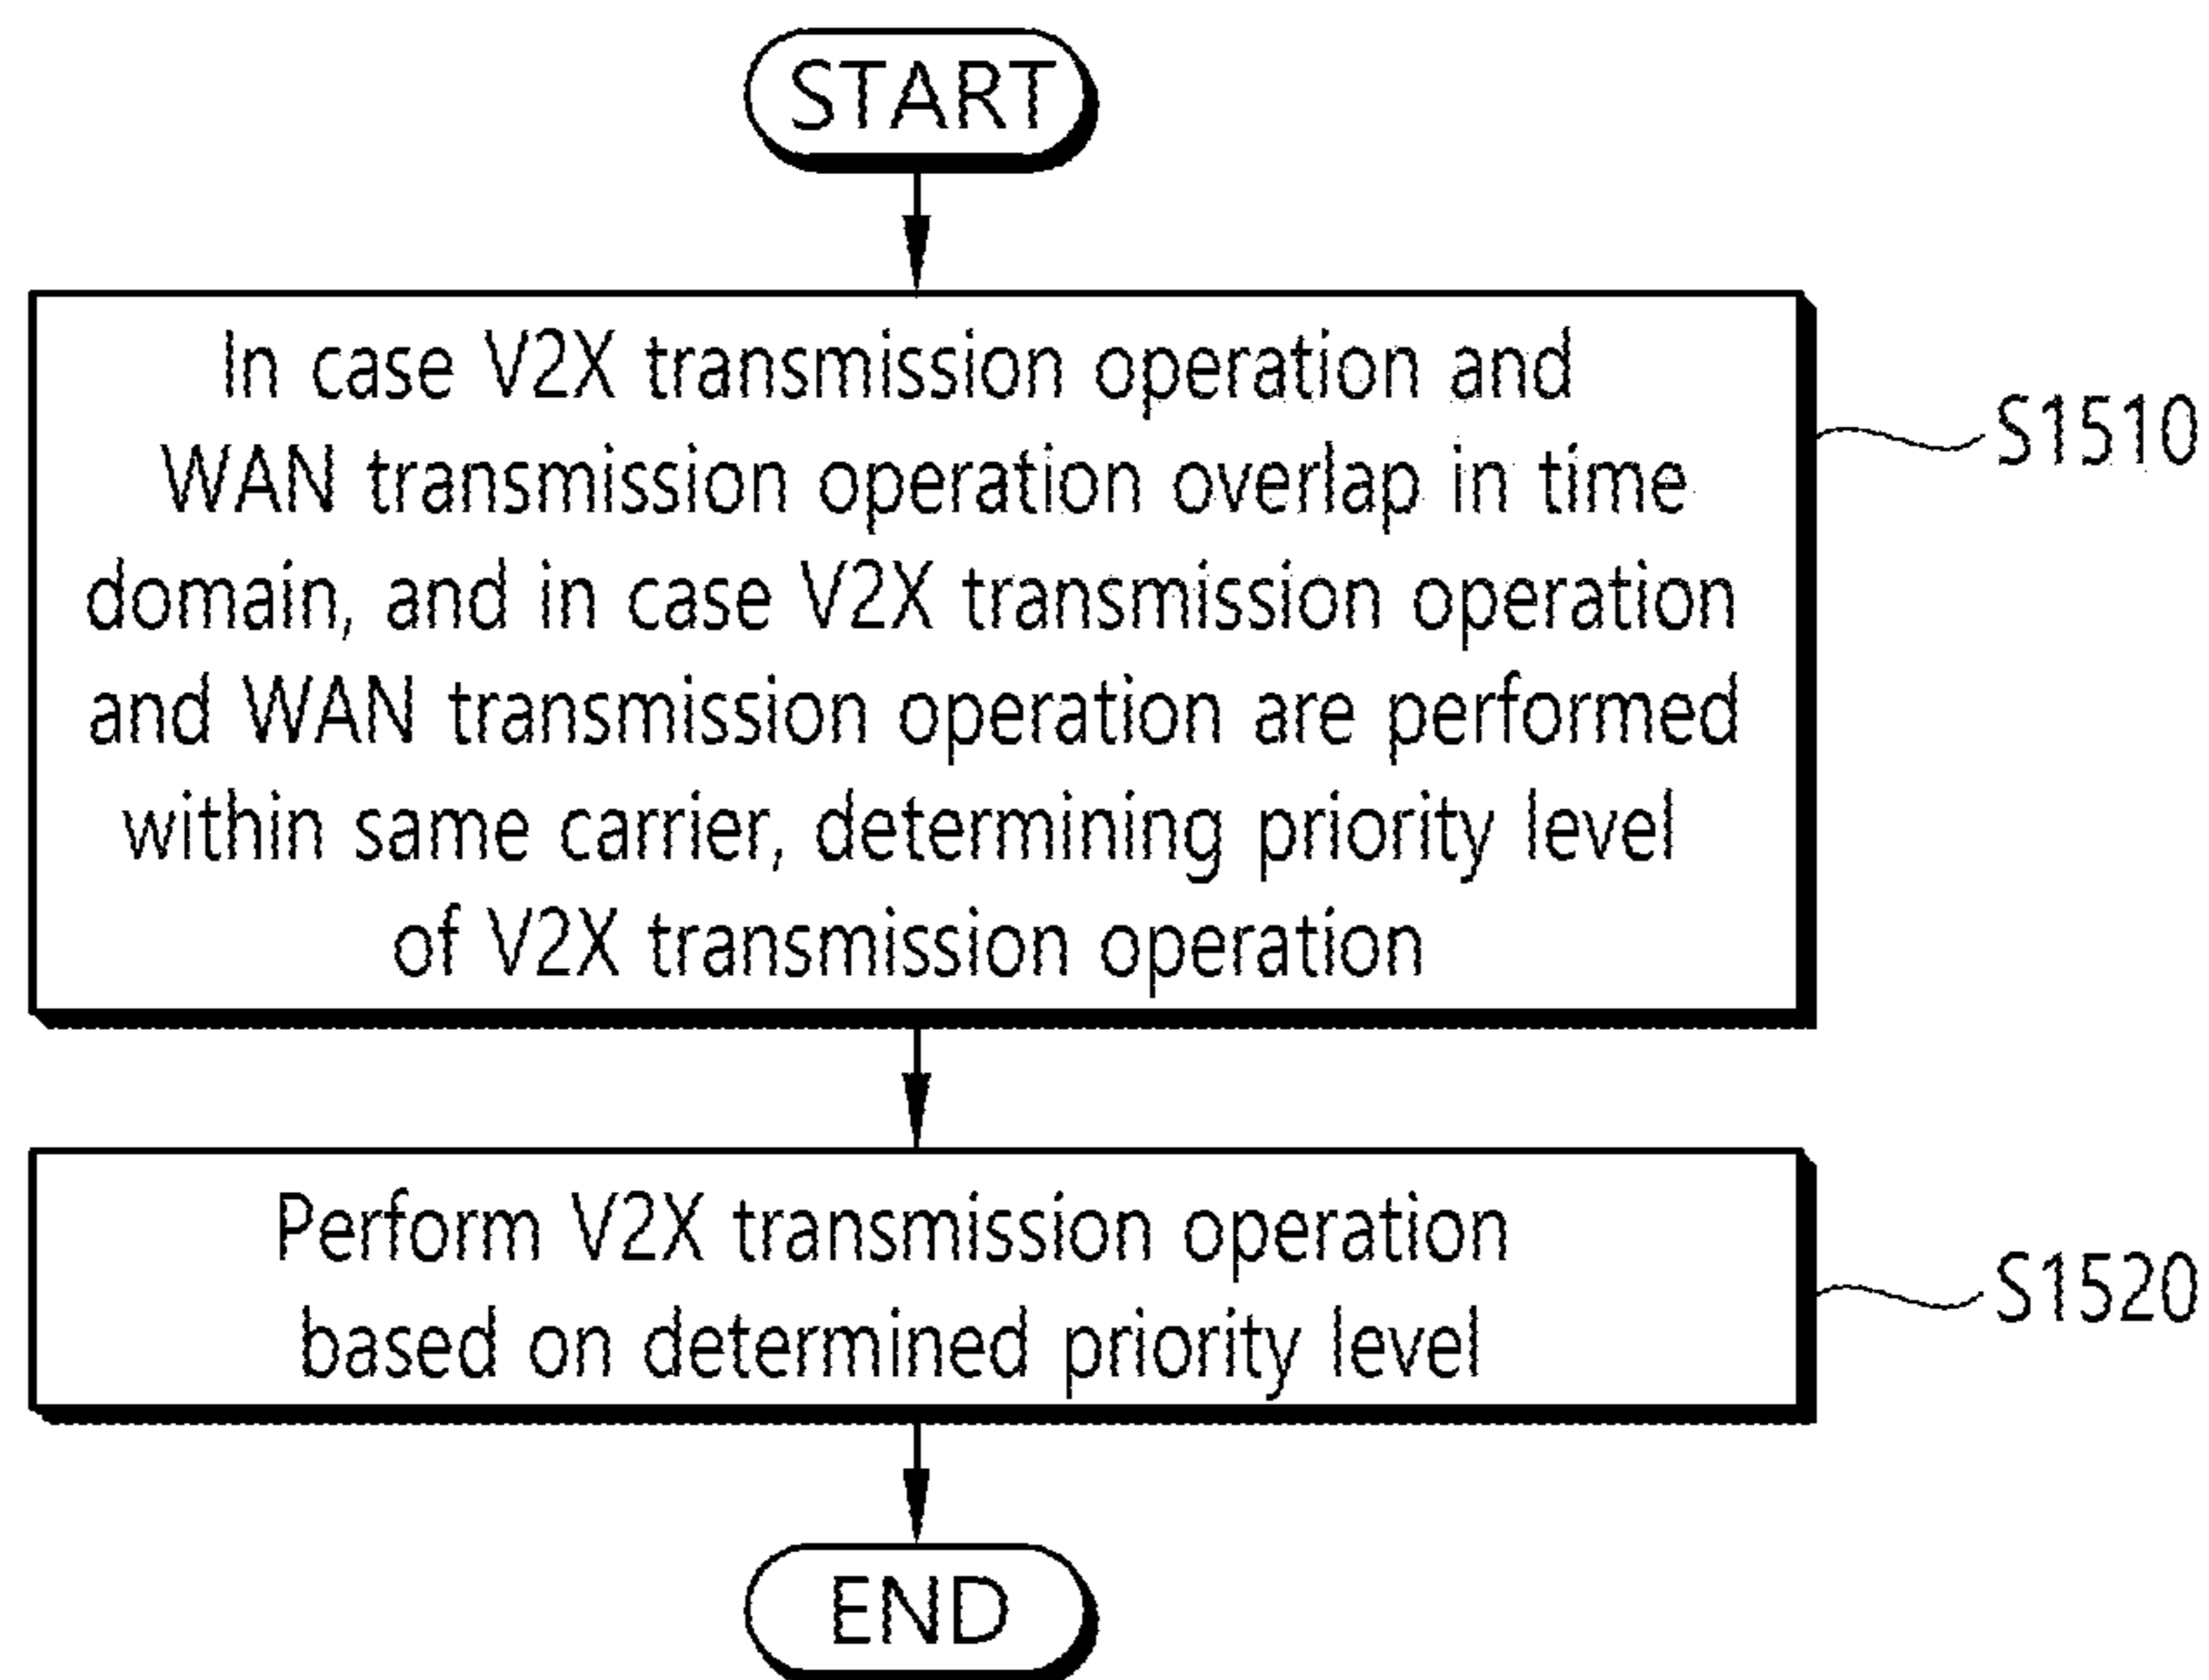 START
In case V2X transmission operation and
WAN transmission operation overlap in time
domain, and in case V2X transmission operation
and WAN transmission operation are performed
within same carrier, determining priority level
of V2X transmission operation
S1510
Perform V2X transmission operation
based on determined priority level
S1520
END